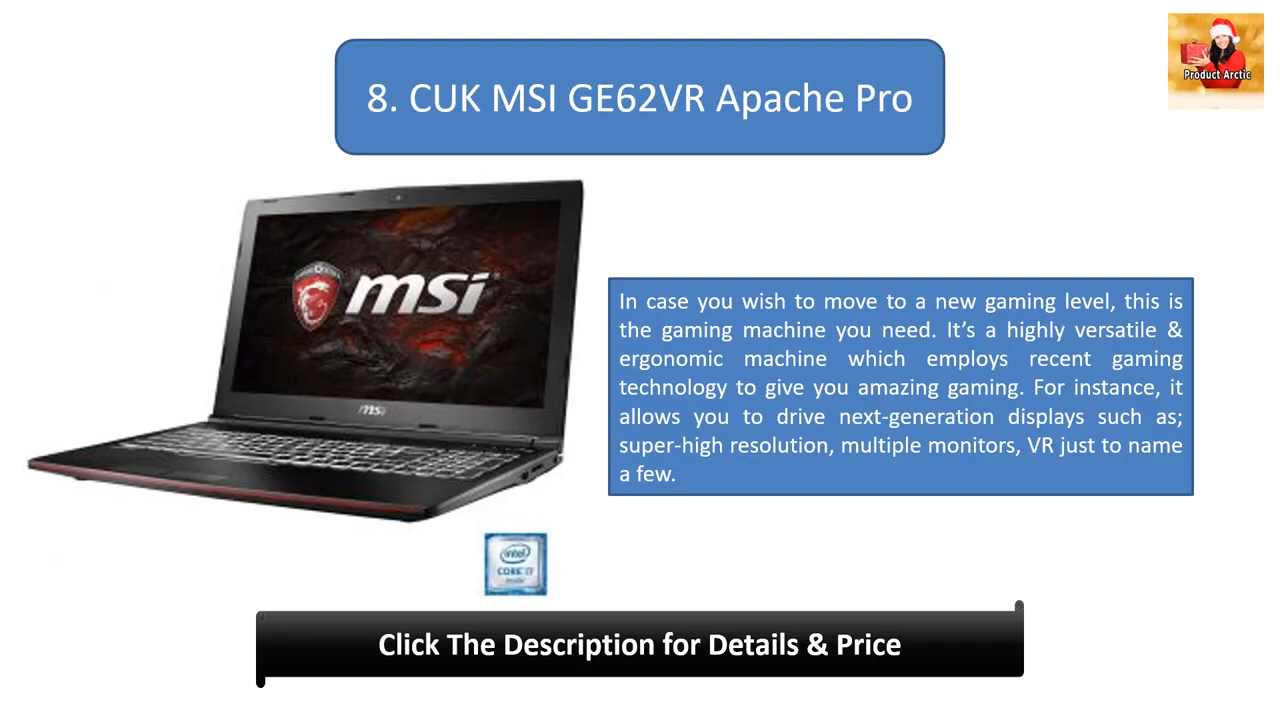 8. CUK MSI GE62VR Apache Pro
Product Arctic
msi
msi
In case you wish to move to a new gaming level, this is
the gaming machine you need. It’s a highly versatile &
ergonomic machine which employs recent gaming
technology to give you amazing gaming. For instance, it
allows you to drive next-generation displays such as;
super-high resolution, multiple monitors, VR just to name
a few.
intel
CORE i7
inside
Click The Description for Details & Price